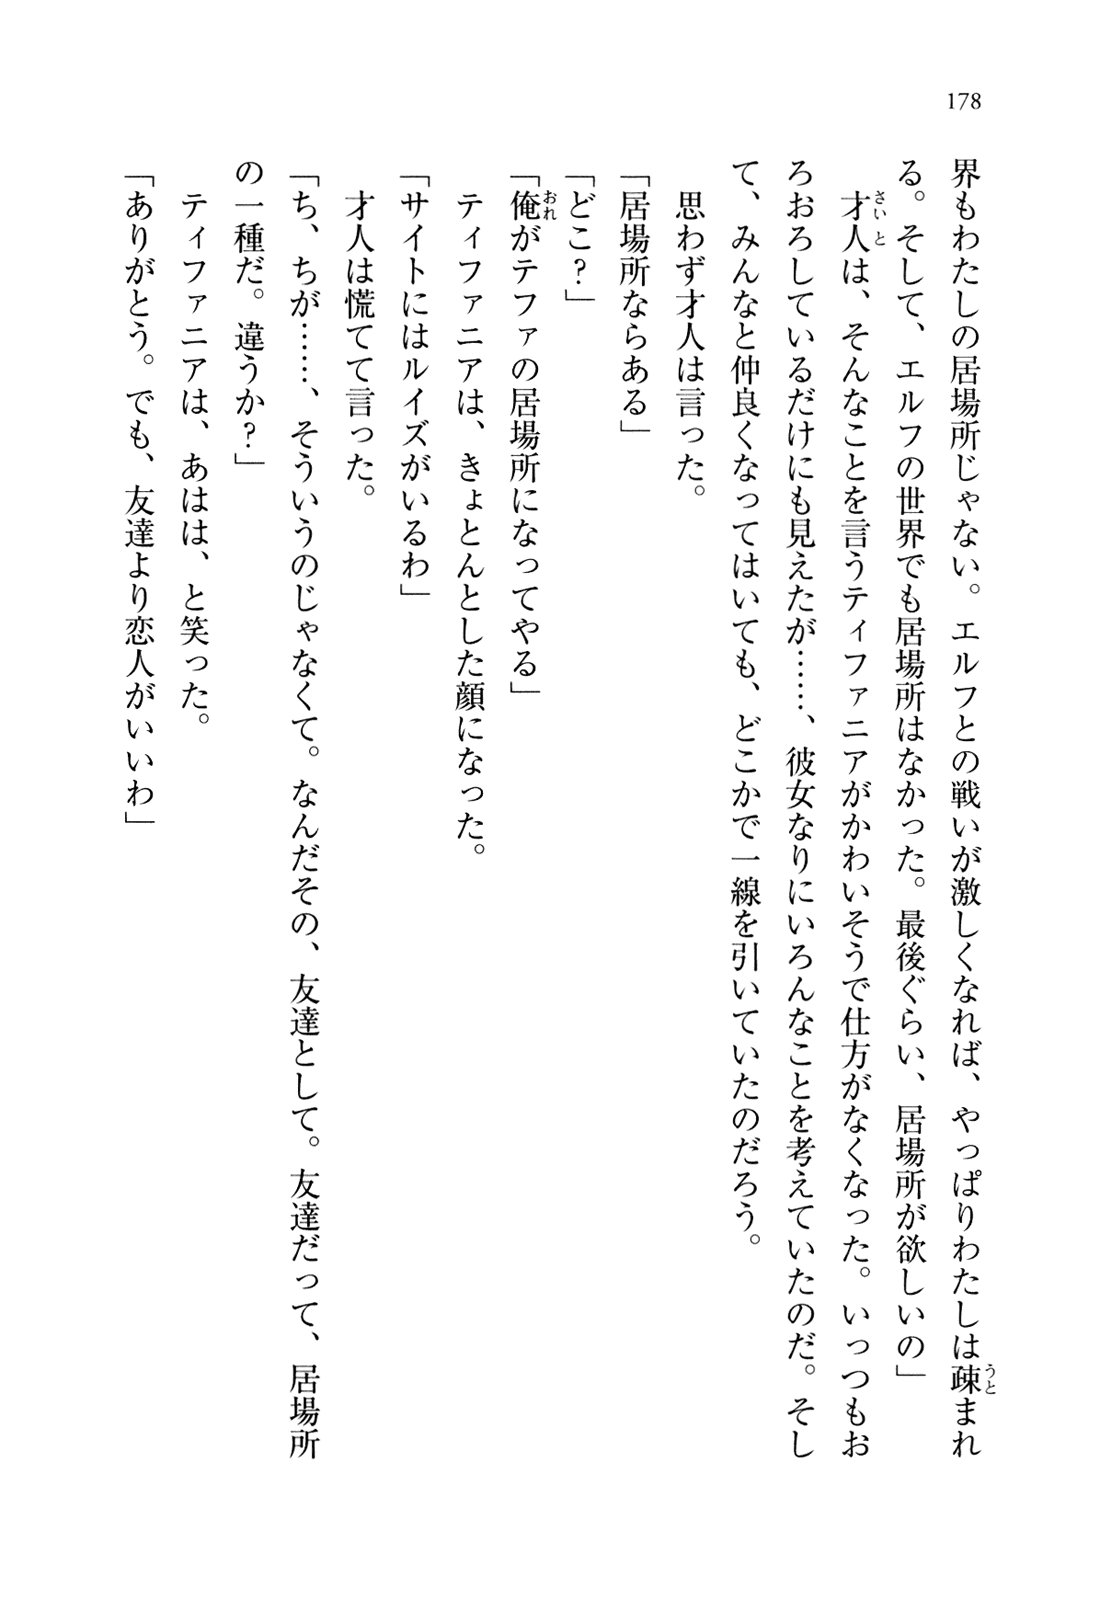 178
界もわたしの居場所じゃない。エルフとの戦いが激しくなれば、やっぱりわたしは疎まれ
る。そして、エルフの世界でも居場所はなかった。最後ぐらい、居場所が欲しいの」
　才人は、そんなことを言うティファニアがかわいそうで仕方がなくなった。いっつもお
ろおろしているだけにも見えたが……、彼女なりにいろんなことを考えていたのだ。そし
て、みんなと仲良くなってはいても、どこかで一線を引いていたのだろう。
　思わず才人は言った。
「居場所ならある」
「どこ？」
「俺がテファの居場所になってやる」
　ティファニアは、きょとんとした顔になった。
「サイトにはルイズがいるわ」
　才人は慌てて言った。
「ち、ちが……、そういうのじゃなくて。なんだその、友達として。友達だって、居場所
の一種だ。違うか？」
　ティファニアは、あはは、と笑った。
「ありがとう。でも、友達より恋人がいいわ」